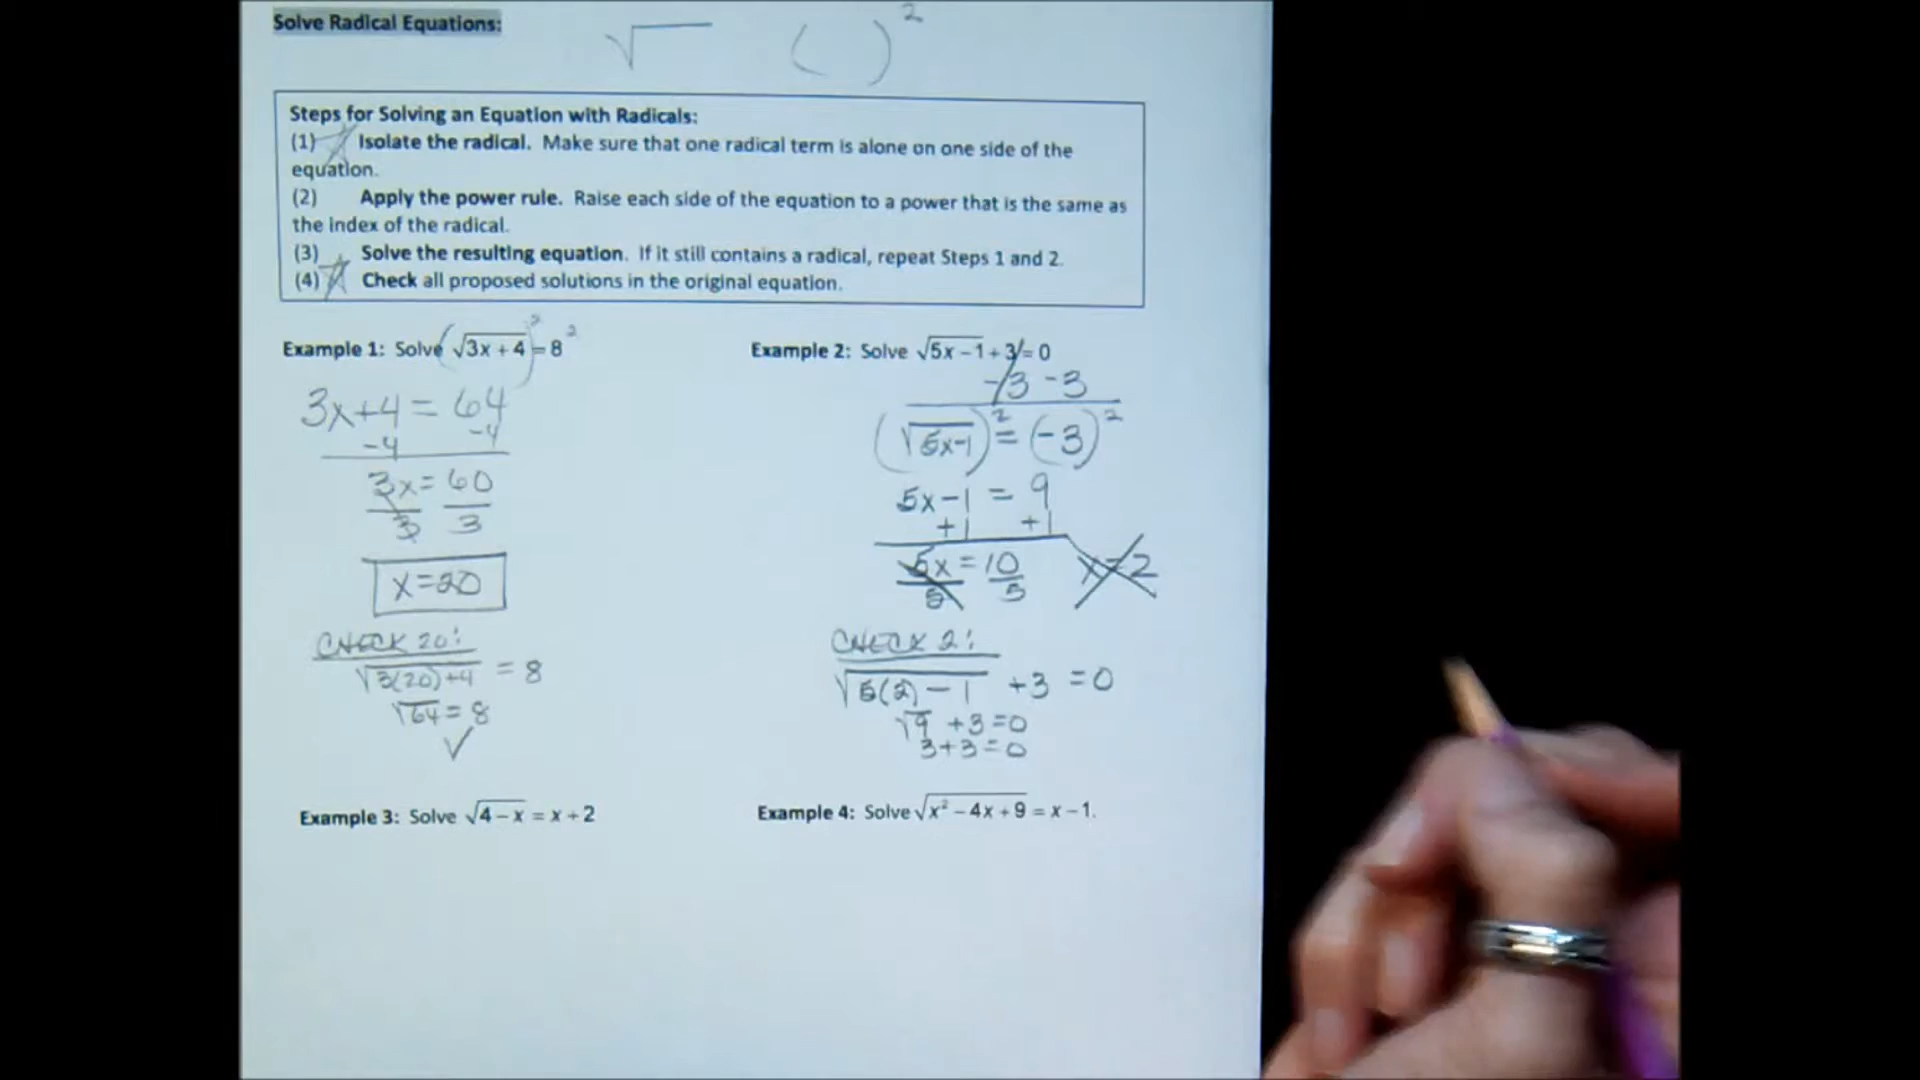 Solve Radical Equations:
√ ( )²
Steps for Solving an Equation with Radicals:
(1) Isolate the radical. Make sure that one radical term is alone on one side of the
equation.
(2) Apply the power rule. Raise each side of the equation to a power that is the same as
the index of the radical.
(3) Solve the resulting equation. If it still contains a radical, repeat Steps 1 and 2.
(4) Check all proposed solutions in the original equation.
Example 1: Solve (√3x + 4)² = 8²
3x+4 = 64
-4 -4
3x = 60
3 3
x=20
CHECK 20:
√3(20)+4 = 8
√64 = 8
✓
Example 2: Solve √5x − 1 + 3 = 0
-3 -3
(√5x-1)² = (-3)²
5x-1 = 9
+1 +1
5x = 10 x=2
5 5
CHECK 2:
√5(2) - 1 +3 = 0
√9 +3 = 0
3+3 = 0
Example 3: Solve √4 − x = x + 2
Example 4: Solve √x² − 4x + 9 = x − 1.